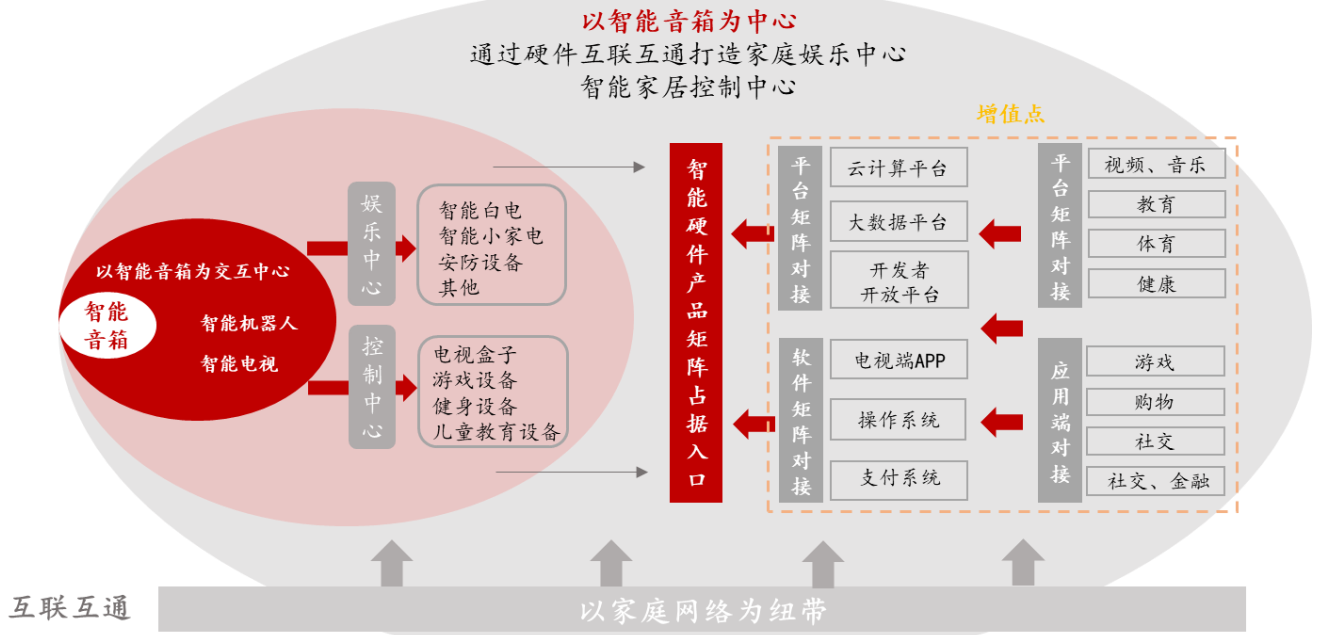 以智能音箱为中心
通过硬件互联互通打造家庭娱乐中心
智能家居控制中心
增值点
以智能音箱为交互中心
智能
音箱
智能机器人
智能电视
娱乐中心
智能白电
智能小家电
安防设备
其他
控制中心
电视盒子
游戏设备
健身设备
儿童教育设备
智能硬件产品矩阵占据入口
平台矩阵对接
云计算平台
大数据平台
开发者
开放平台
软件矩阵对接
电视端APP
操作系统
支付系统
平台矩阵对接
视频、音乐
教育
体育
健康
应用端对接
游戏
购物
社交
社交、金融
互联互通
以家庭网络为纽带